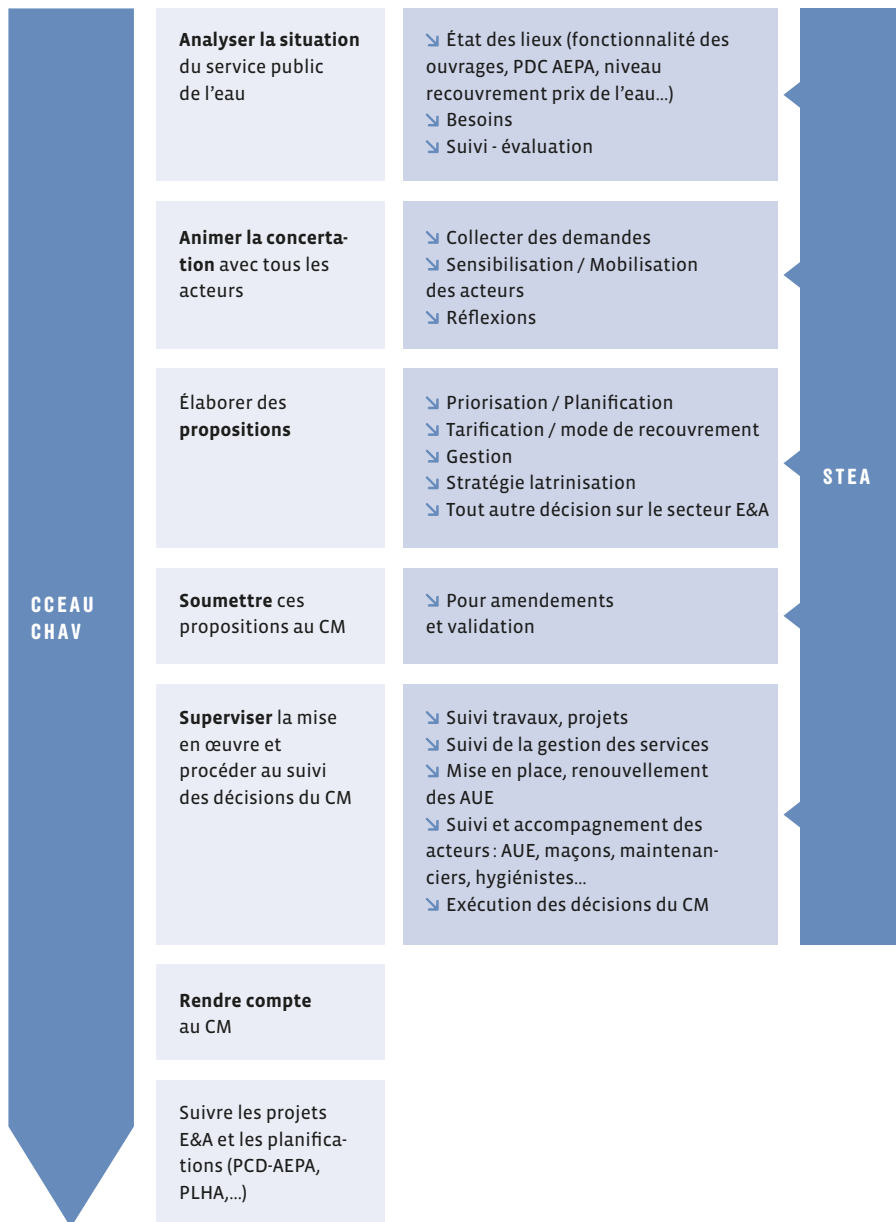 CCEAU
CHAV
Analyser la situation
du service public
de l'eau
↘ État des lieux (fonctionnalité des
ouvrages, PDC AEPA, niveau
recouvrement prix de l'eau…)
↘ Besoins
↘ Suivi - évaluation
Animer la concerta-
tion avec tous les
acteurs
↘ Collecter des demandes
↘ Sensibilisation / Mobilisation
des acteurs
↘ Réflexions
Élaborer des
propositions
↘ Priorisation / Planification
↘ Tarification / mode de recouvrement
↘ Gestion
↘ Stratégie latrinisation
↘ Tout autre décision sur le secteur E&A
Soumettre ces
propositions au CM
↘ Pour amendements
et validation
Superviser la mise
en œuvre et
procéder au suivi
des décisions du CM
↘ Suivi travaux, projets
↘ Suivi de la gestion des services
↘ Mise en place, renouvellement
des AUE
↘ Suivi et accompagnement des
acteurs : AUE, maçons, maintenan-
ciers, hygiénistes…
↘ Exécution des décisions du CM
Rendre compte
au CM
Suivre les projets
E&A et les planifica-
tions (PCD-AEPA,
PLHA,…)
STEA